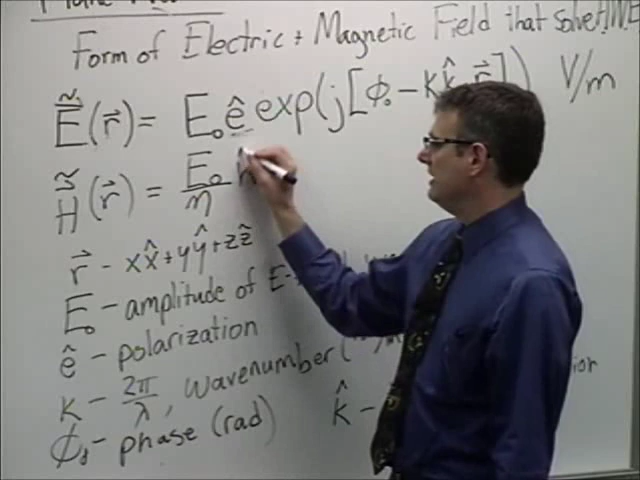 Form of Electric + Magnetic Field that solve H.W.E
Ẽ⃗(r⃗) = E₀ ê exp(j[ϕ₀ − kk̂·r⃗]) V/m
H̃⃗(r⃗) = E₀/η
r⃗ - xx̂+yŷ+zẑ
E₀ - amplitude of E-
ê - polarization
k - 2π/λ, wavenumber (
ϕ₀ - phase (rad) k̂ -